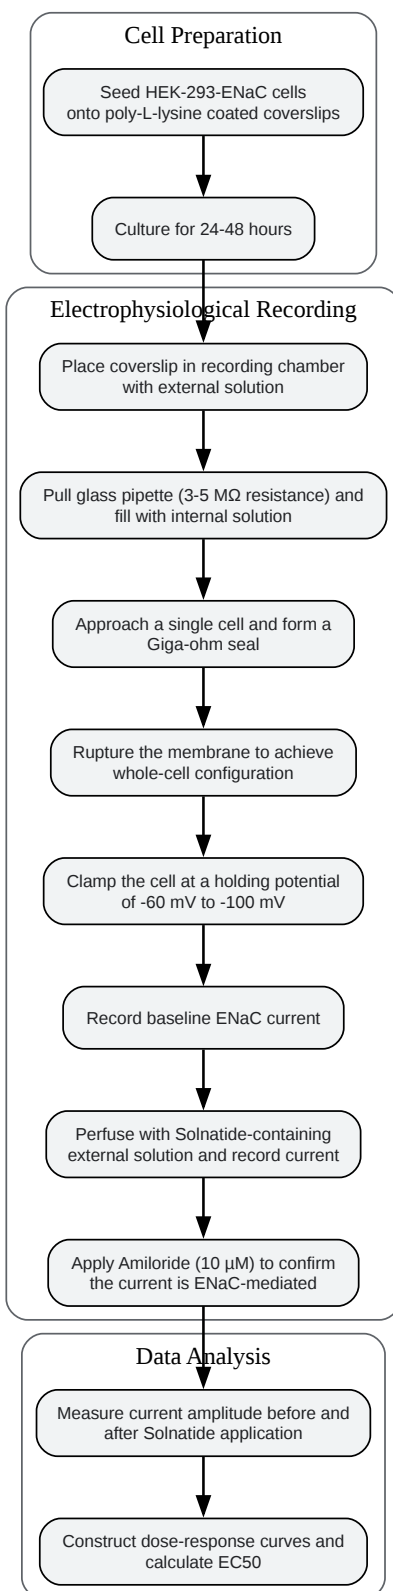 Cell Preparation
Seed HEK-293-ENaC cells
onto poly-L-lysine coated coverslips
Culture for 24-48 hours
Electrophysiological Recording
Place coverslip in recording chamber
with external solution
Pull glass pipette (3-5 MΩ resistance) and
fill with internal solution
Approach a single cell and form a
Giga-ohm seal
Rupture the membrane to achieve
whole-cell configuration
Clamp the cell at a holding potential
of -60 mV to -100 mV
Record baseline ENaC current
Perfuse with Solnatide-containing
external solution and record current
Apply Amiloride (10 µM) to confirm
the current is ENaC-mediated
Data Analysis
Measure current amplitude before and
after Solnatide application
Construct dose-response curves and
calculate EC50